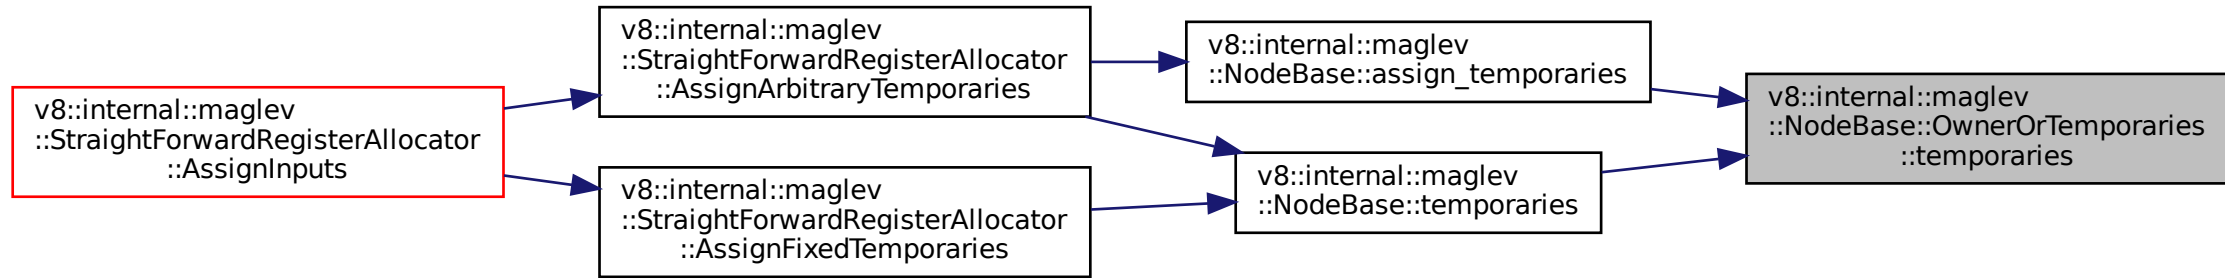 v8::internal::maglev
::StraightForwardRegisterAllocator
::AssignInputs
v8::internal::maglev
::StraightForwardRegisterAllocator
::AssignArbitraryTemporaries
v8::internal::maglev
::StraightForwardRegisterAllocator
::AssignFixedTemporaries
v8::internal::maglev
::NodeBase::assign_temporaries
v8::internal::maglev
::NodeBase::temporaries
v8::internal::maglev
::NodeBase::OwnerOrTemporaries
::temporaries